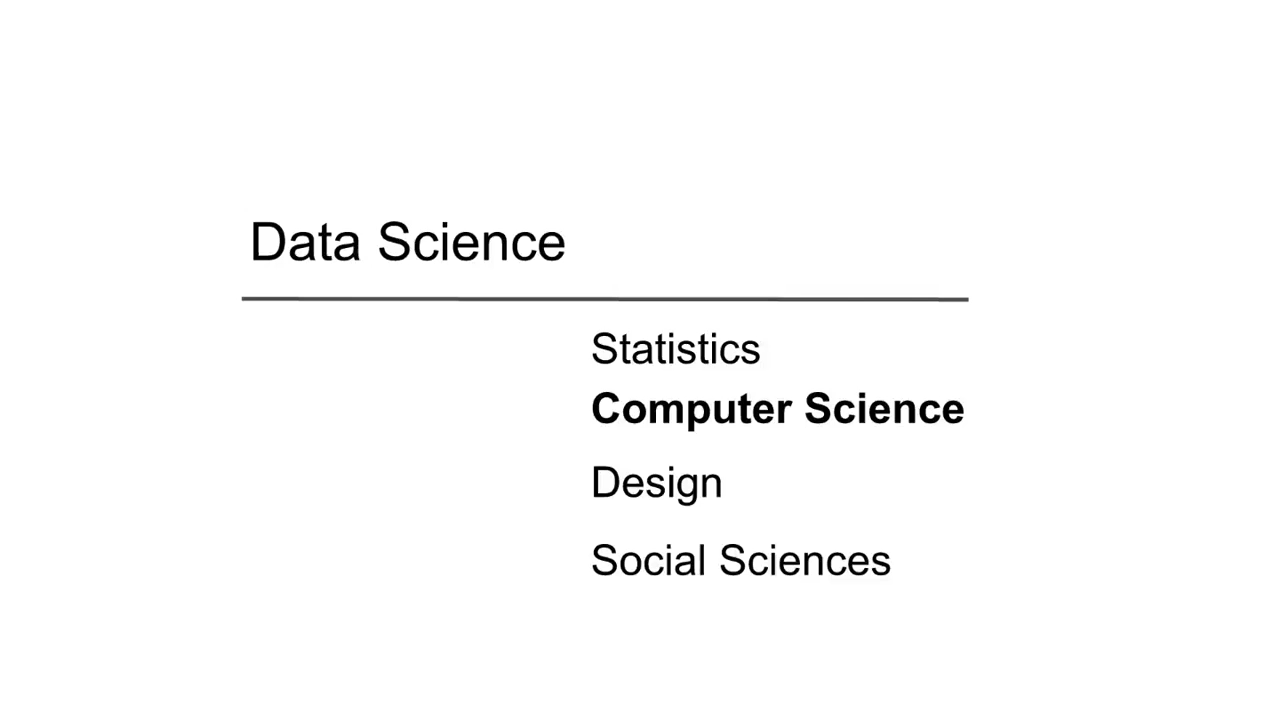 Data Science
Statistics
Computer Science
Design
Social Sciences